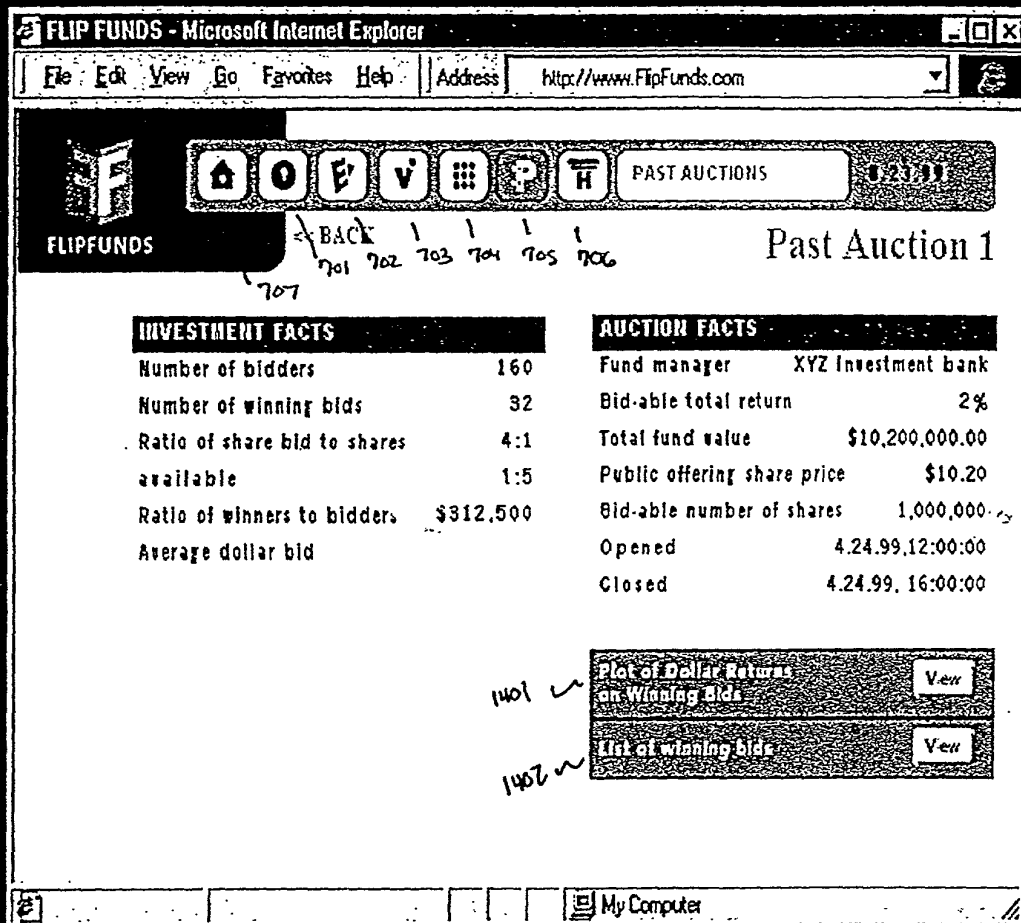 FLIP FUNDS - Microsoft Internet Explorer
File Edit View Go Favorites Help Address http://www.FlipFunds.com
E V P H PAST AUCTIONS
FLIPFUNDS
<< BACK
701 702 703 704 705 706
707
Past Auction 1
INVESTMENT FACTS
Number of bidders 160
Number of winning bids 32
Ratio of share bid to shares 4:1
available 1:5
Ratio of winners to bidders $312,500
Average dollar bid
AUCTION FACTS
Fund manager XYZ Investment bank
Bid-able total return 2%
Total fund value $10,200,000.00
Public offering share price $10.20
Bid-able number of shares 1,000,000
Opened 4.24.99,12:00:00
Closed 4.24.99, 16:00:00
1401
Plot of Dollar Returns
on Winning Bids
View
1402
List of winning bids
View
My Computer